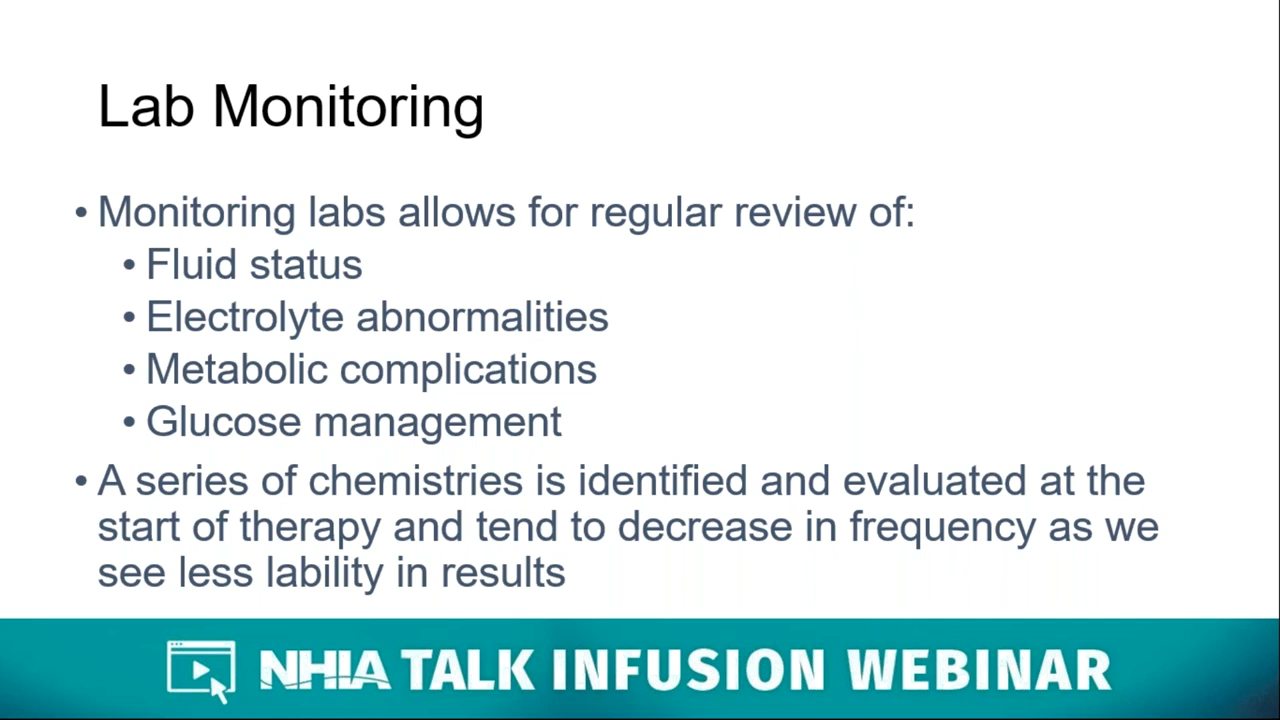 Lab Monitoring
• Monitoring labs allows for regular review of:
• Fluid status
• Electrolyte abnormalities
• Metabolic complications
• Glucose management
• A series of chemistries is identified and evaluated at the
start of therapy and tend to decrease in frequency as we
see less lability in results
NHIA TALK INFUSION WEBINAR